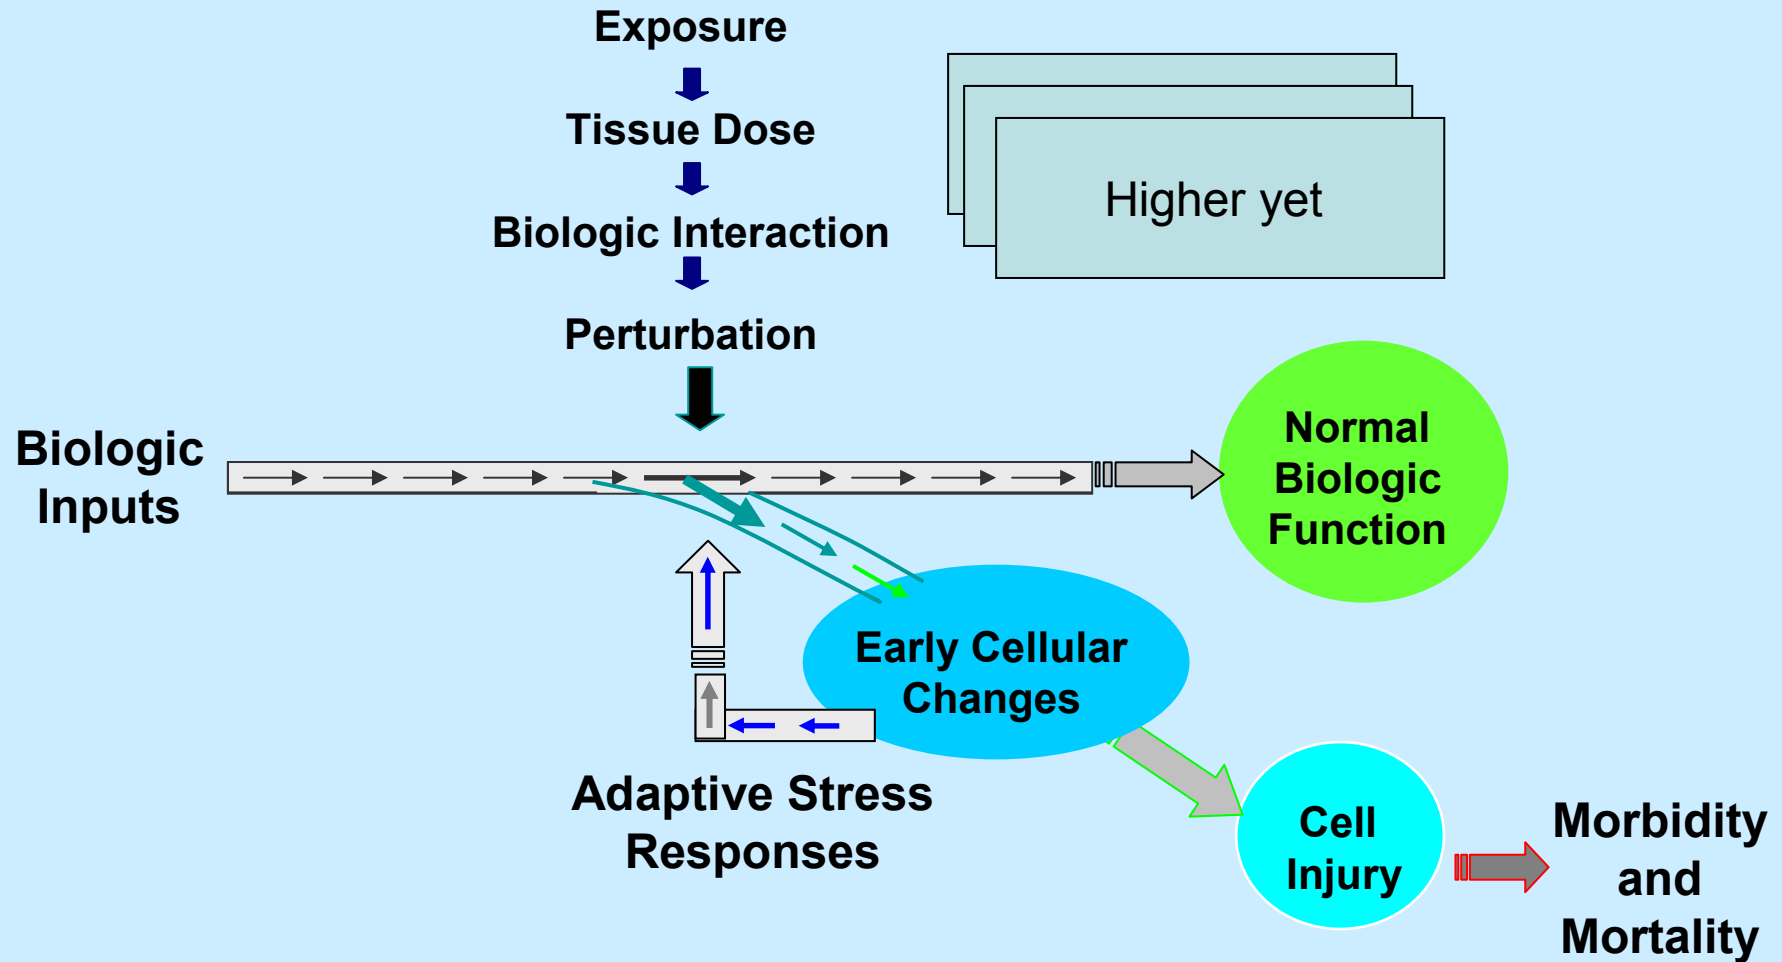 Exposure
Tissue Dose
Higher yet
Biologic Interaction
Perturbation
Biologic
Inputs
Normal
Biologic
Function
Early Cellular
Changes
Adaptive Stress
Responses
Cell
Injury
Morbidity
and
Mortality